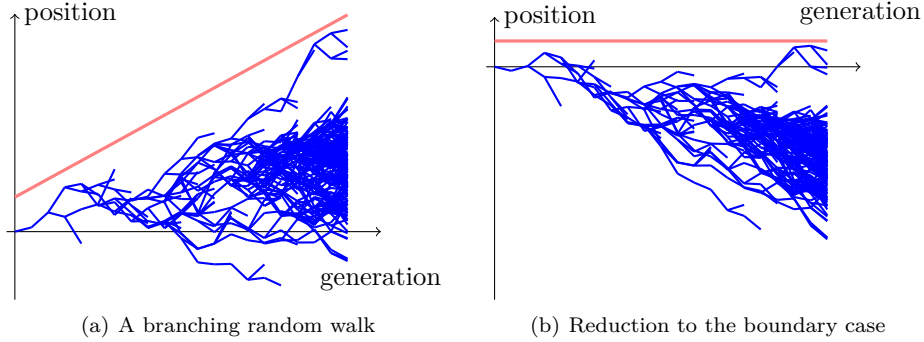 position
generation
(a) A branching random walk
position
generation
(b) Reduction to the boundary case